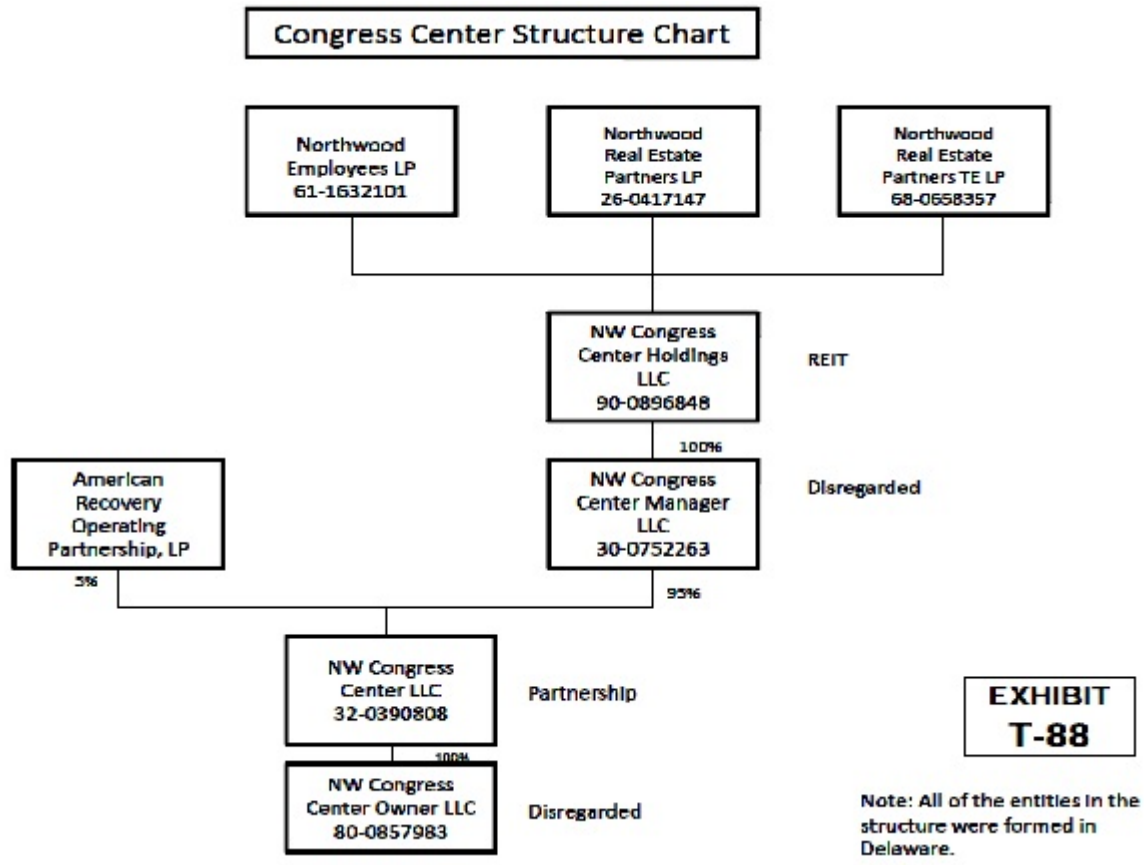 Congress Center Structure Chart
Northwood
Employees LP
61-1632101
Northwood
Real Estate
Partners LP
26-0417147
Northwood
Real Estate
Partners TE LP
68-0658357
NW Congress
Center Holdings
LLC
90-0896848
REIT
100%
American
Recovery
Operating
Partnership, LP
5%
NW Congress
Center Manager
LLC
30-0752263
Disregarded
95%
NW Congress
Center LLC
32-0390808
Partnership
100%
NW Congress
Center Owner LLC
80-0857983
Disregarded
EXHIBIT
T-88
Note: All of the entities in the
structure were formed in
Delaware.